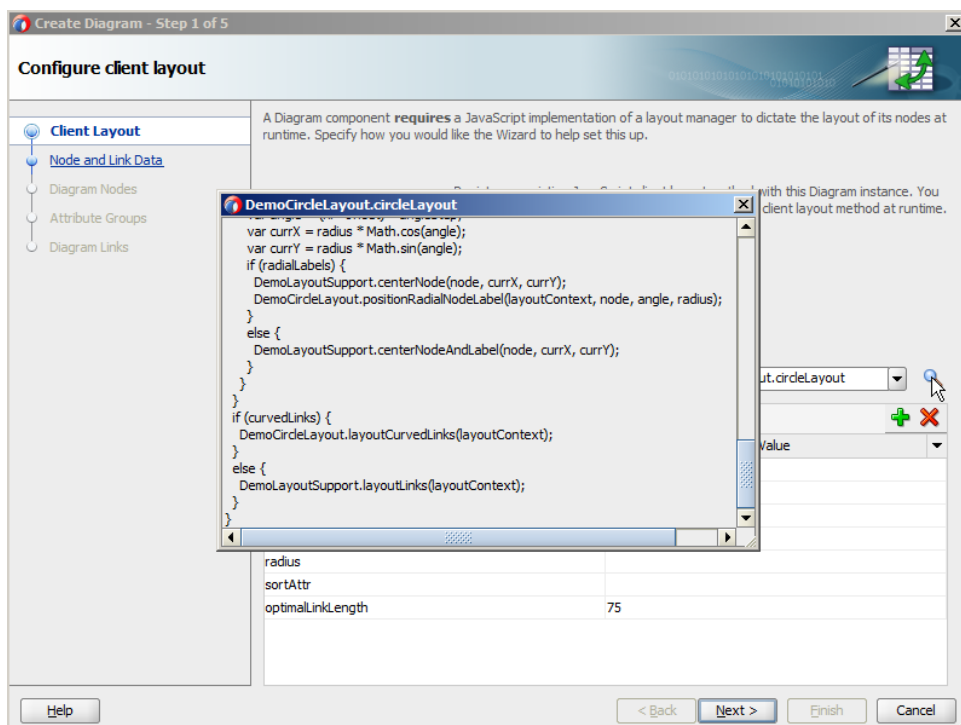 Create Diagram - Step 1 of 5
Configure client layout
Client Layout
Node and Link Data
Diagram Nodes
Attribute Groups
Diagram Links
A Diagram component requires a JavaScript implementation of a layout manager to dictate the layout of its nodes at
runtime. Specify how you would like the Wizard to help set this up.
with this Diagram instance. You
client layout method at runtime.
DemoCircleLayout.circleLayout
var currX = radius * Math.cos(angle);
var currY = radius * Math.sin(angle);
if (radialLabels) {
DemoLayoutSupport.centerNode(node, currX, currY);
DemoCircleLayout.positionRadialNodeLabel(layoutContext, node, angle, radius);
}
else {
DemoLayoutSupport.centerNodeAndLabel(node, currX, currY);
}
}
}
if (curvedLinks) {
DemoCircleLayout.layoutCurvedLinks(layoutContext);
}
else {
DemoLayoutSupport.layoutLinks(layoutContext);
}
}
ut.circleLayout
Value
radius
sortAttr
optimalLinkLength 75
Help
< Back
Next >
Finish
Cancel